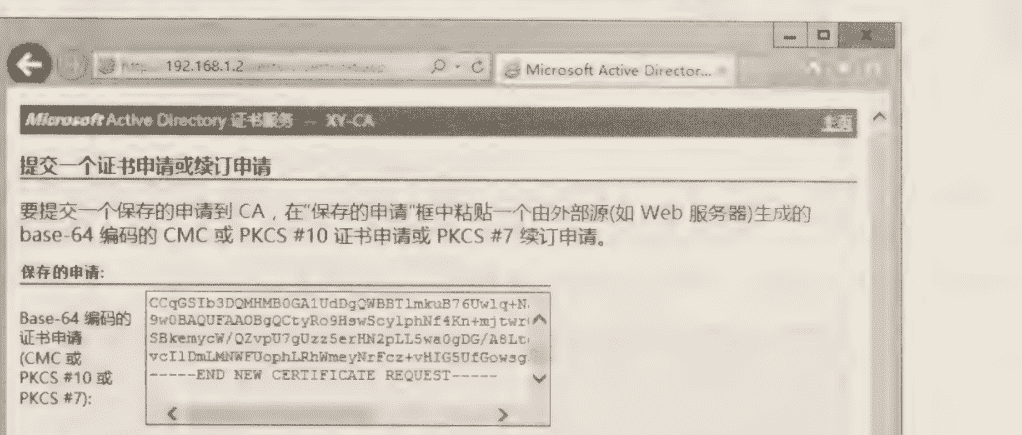 192.168.1.2
Microsoft Active Director...
Microsoft Active Directory 证书服务 -- XY-CA
主页
提交一个证书申请或续订申请
要提交一个保存的申请到 CA，在"保存的申请"框中粘贴一个由外部源(如 Web 服务器)生成的
base-64 编码的 CMC 或 PKCS #10 证书申请或 PKCS #7 续订申请。
保存的申请:
Base-64 编码的
证书申请
(CMC 或
PKCS #10 或
PKCS #7):
CCqGSIb3DQMHMB0GA1UdDgQWBBTlmkuB76Uwlq+N
9w0BAQUFAAOBgQCtyRo9HswScylphNf4Kn+mjtwr
SBkemycW/QZvpU7gUzz5erHN2pLL5wa0gDG/A8Lt
vcIlDmLMNWFUophLRhWmeyNrFcz+vHIG5UfGowsg
-----END NEW CERTIFICATE REQUEST-----